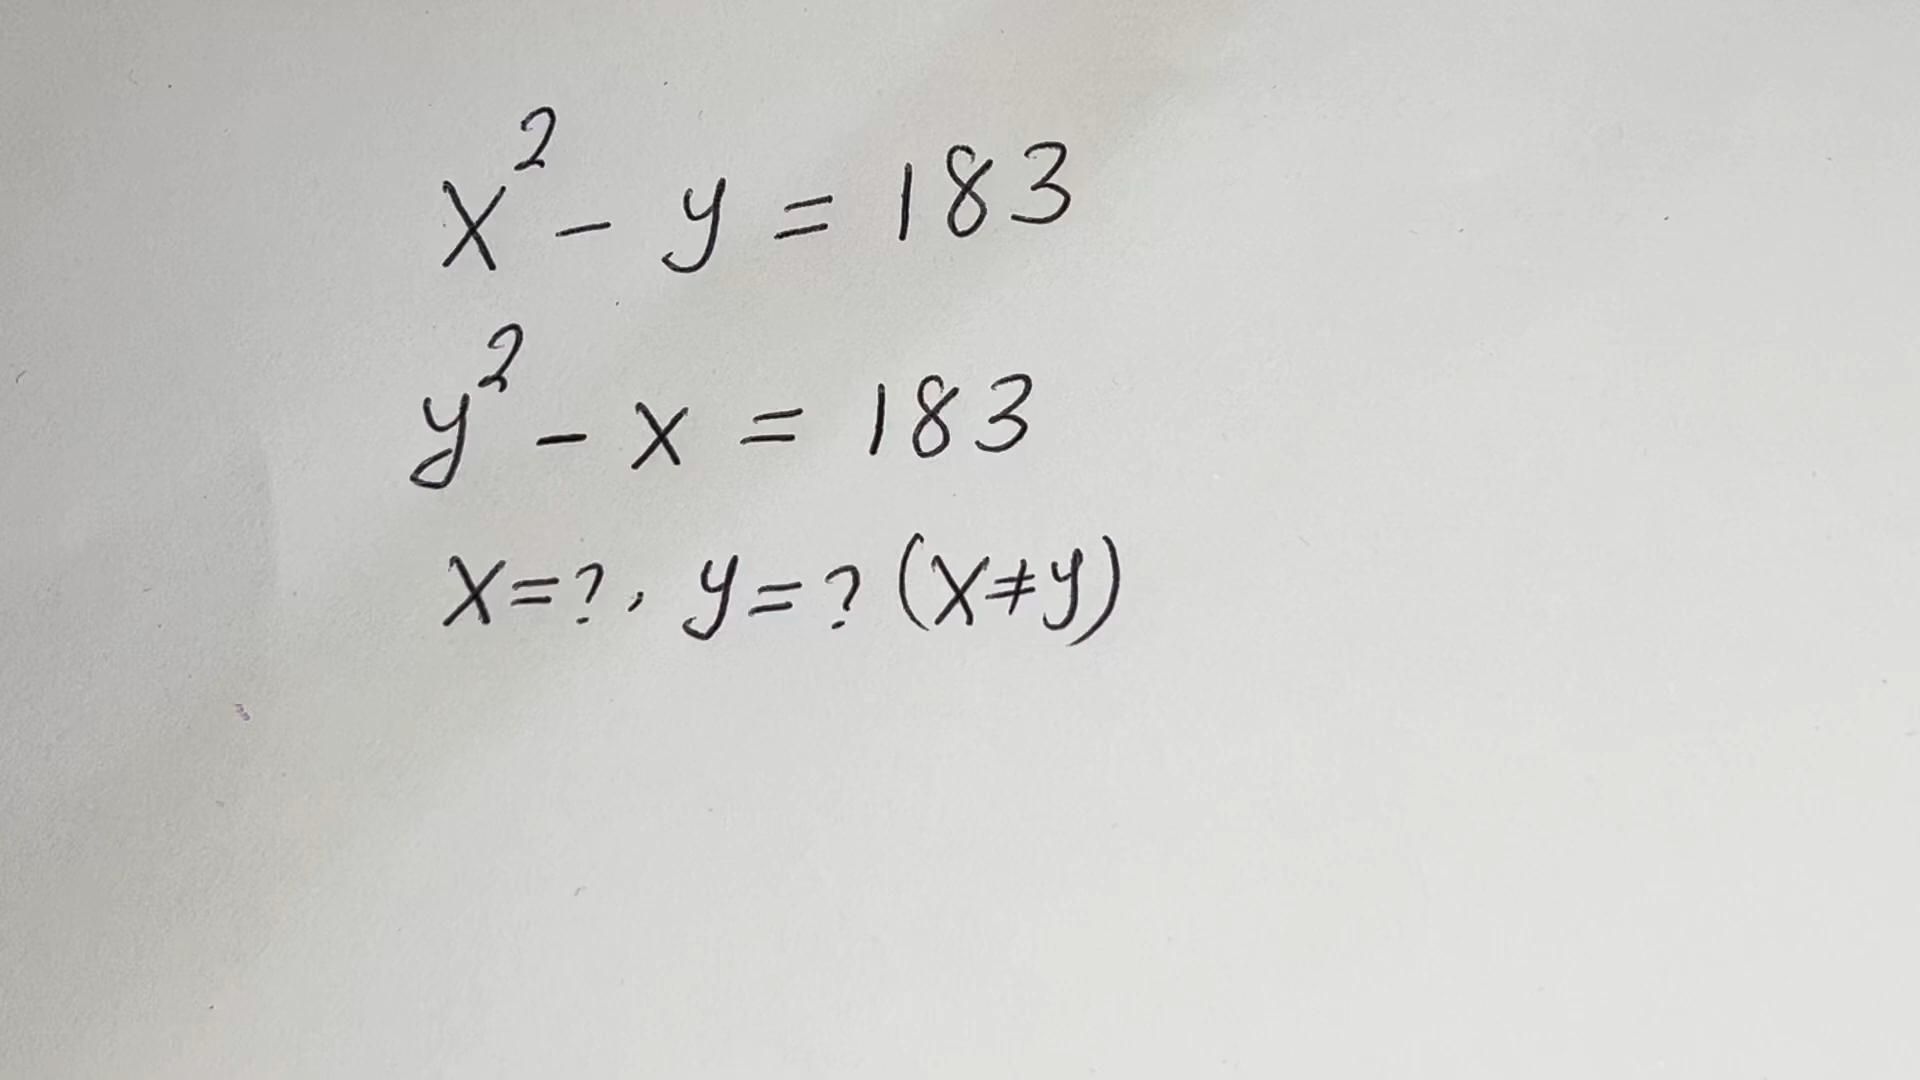 x² - y = 183
y² - x = 183
x=?, y=? (x≠y)